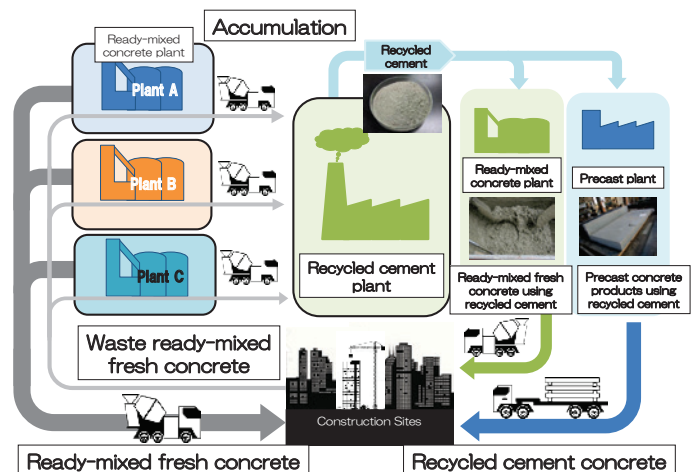 Accumulation
Ready-mixed
concrete plant
Plant A
Plant B
Plant C
Recycled
cement
Recycled cement
plant
Ready-mixed
concrete plant
Precast plant
Ready-mixed fresh
concrete using
recycled cement
Precast concrete
products using
recycled cement
Waste ready-mixed
fresh concrete
Construction Sites
Ready-mixed fresh concrete
Recycled cement concrete